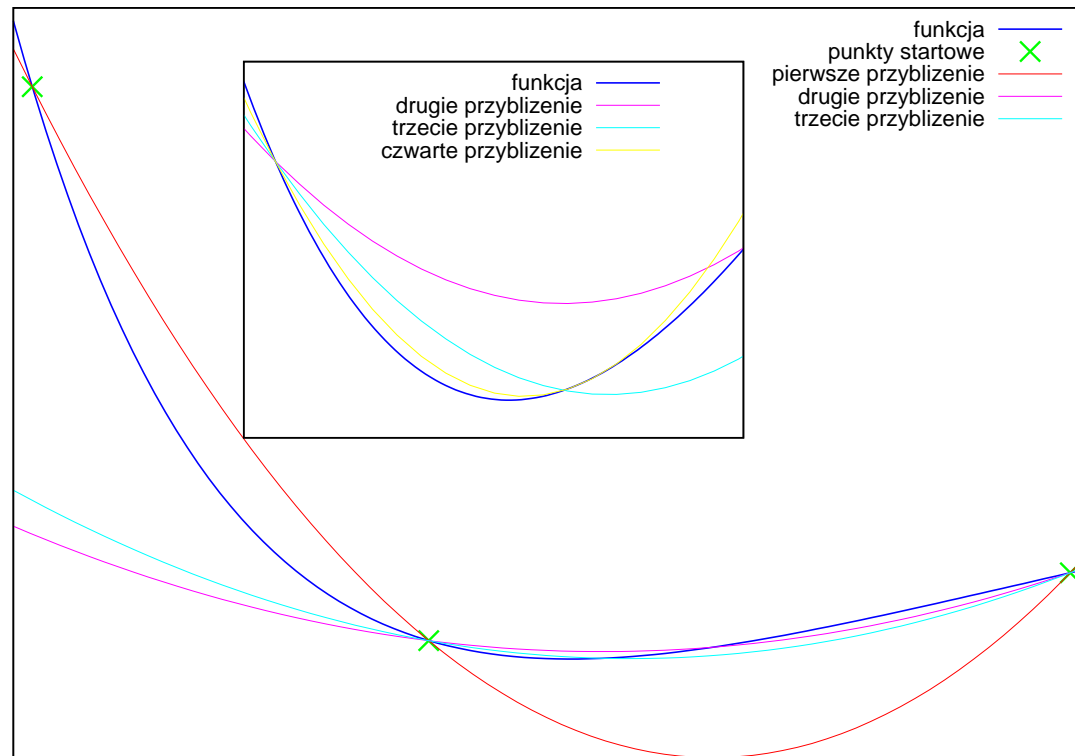 funkcja
punkty startowe
pierwsze przyblizenie
drugie przyblizenie
trzecie przyblizenie
funkcja
drugie przyblizenie
trzecie przyblizenie
czwarte przyblizenie